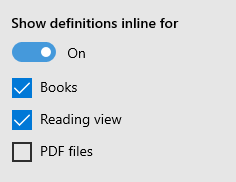 Show definitions inline for
On
Books
Reading view
PDF files